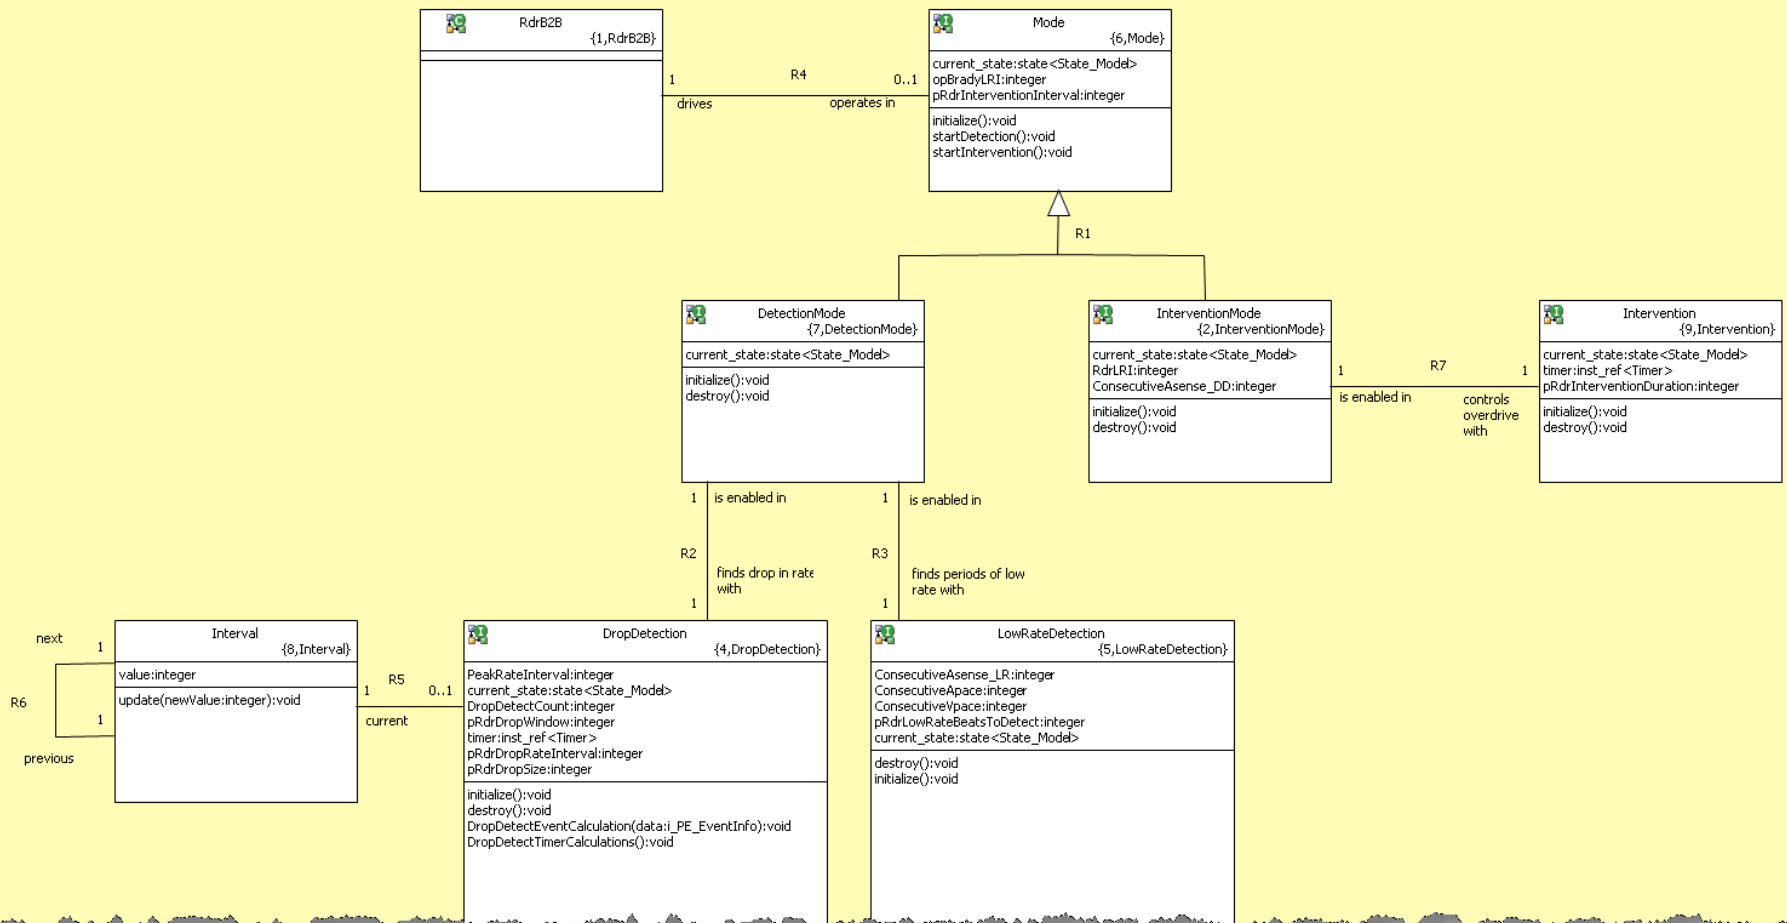 RdrB2B
{1,RdrB2B}
Mode
{6,Mode}
current_state:state<State_Model>
opBradyLRI:integer
pRdrInterventionInterval:integer
initialize():void
startDetection():void
startIntervention():void
1
R4
0..1
drives
operates in
R1
DetectionMode
{7,DetectionMode}
current_state:state<State_Model>
initialize():void
destroy():void
InterventionMode
{2,InterventionMode}
current_state:state<State_Model>
RdrLRI:integer
ConsecutiveAsense_DD:integer
initialize():void
destroy():void
1
R7
1
is enabled in
controls
overdrive
with
Intervention
{9,Intervention}
current_state:state<State_Model>
timer:inst_ref<Timer>
pRdrInterventionDuration:integer
initialize():void
destroy():void
1
is enabled in
R2
finds drop in rate
with
1
1
is enabled in
R3
finds periods of low
rate with
1
next
1
R6
1
previous
Interval
{8,Interval}
value:integer
update(newValue:integer):void
1
R5
0..1
current
DropDetection
{4,DropDetection}
PeakRateInterval:integer
current_state:state<State_Model>
DropDetectCount:integer
pRdrDropWindow:integer
timer:inst_ref<Timer>
pRdrDropRateInterval:integer
pRdrDropSize:integer
initialize():void
destroy():void
DropDetectEventCalculation(data:i_PE_EventInfo):void
DropDetectTimerCalculations():void
LowRateDetection
{5,LowRateDetection}
ConsecutiveAsense_LR:integer
ConsecutiveApace:integer
ConsecutiveVpace:integer
pRdrLowRateBeatsToDetect:integer
current_state:state<State_Model>
destroy():void
initialize():void